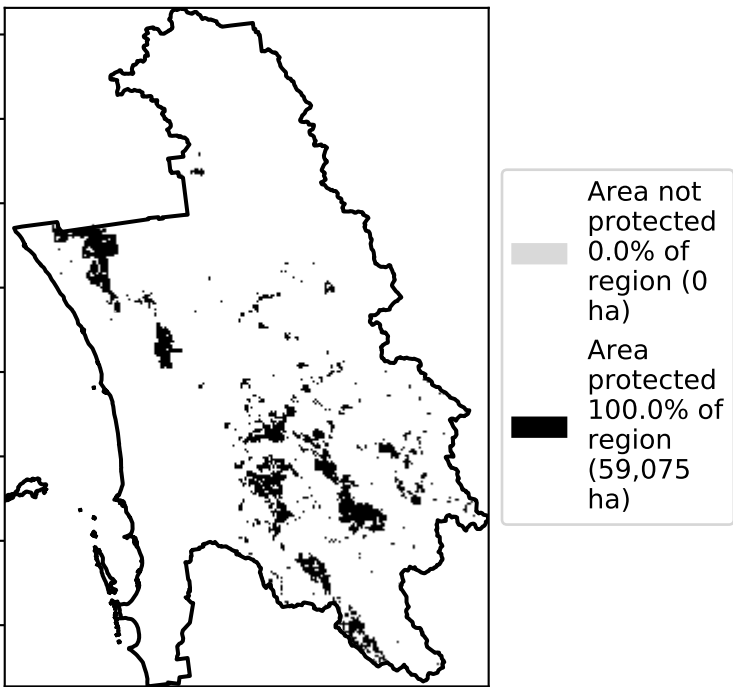 Area not
protected
0.0% of
region (0
ha)
Area
protected
100.0% of
region
(59,075
ha)